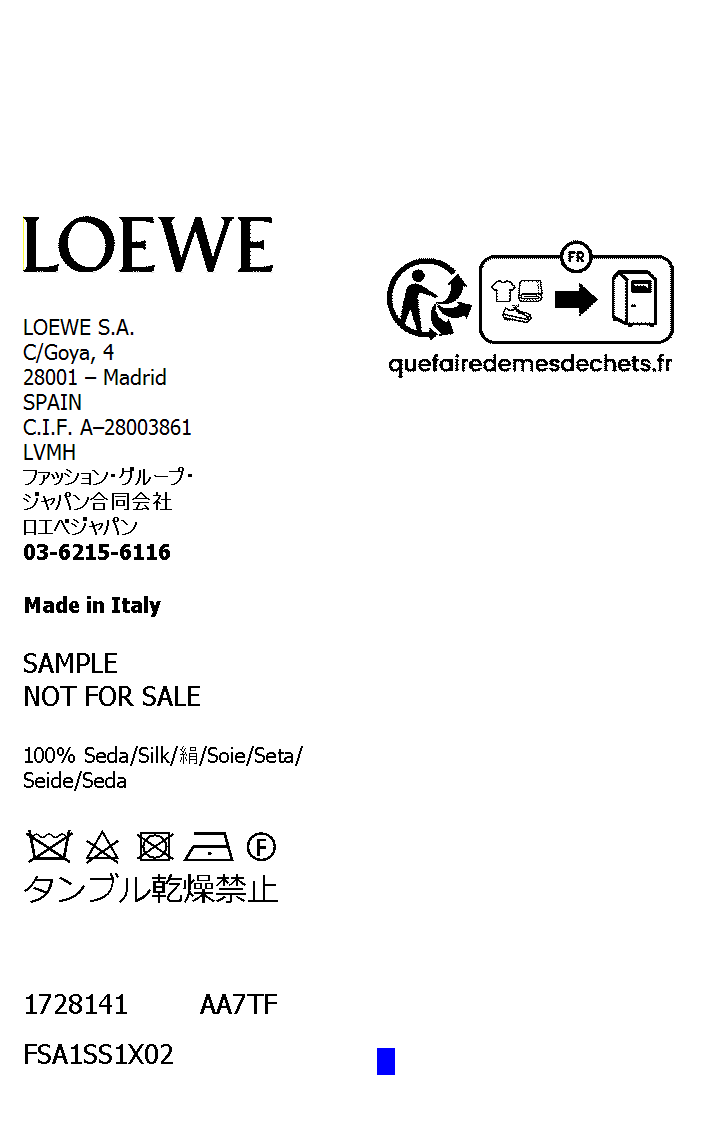 LOEWE
LOEWE S.A.
C/Goya, 4
28001 – Madrid
SPAIN
C.I.F. A–28003861
LVMH
ファッション・グループ・
ジャパン合同会社
ロエベジャパン
03-6215-6116
Made in Italy
SAMPLE
NOT FOR SALE
100% Seda/Silk/絹/Soie/Seta/
Seide/Seda
F
タンブル乾燥禁止
1728141 AA7TF
FSA1SS1X02
FR
quefairedemesdechets.fr